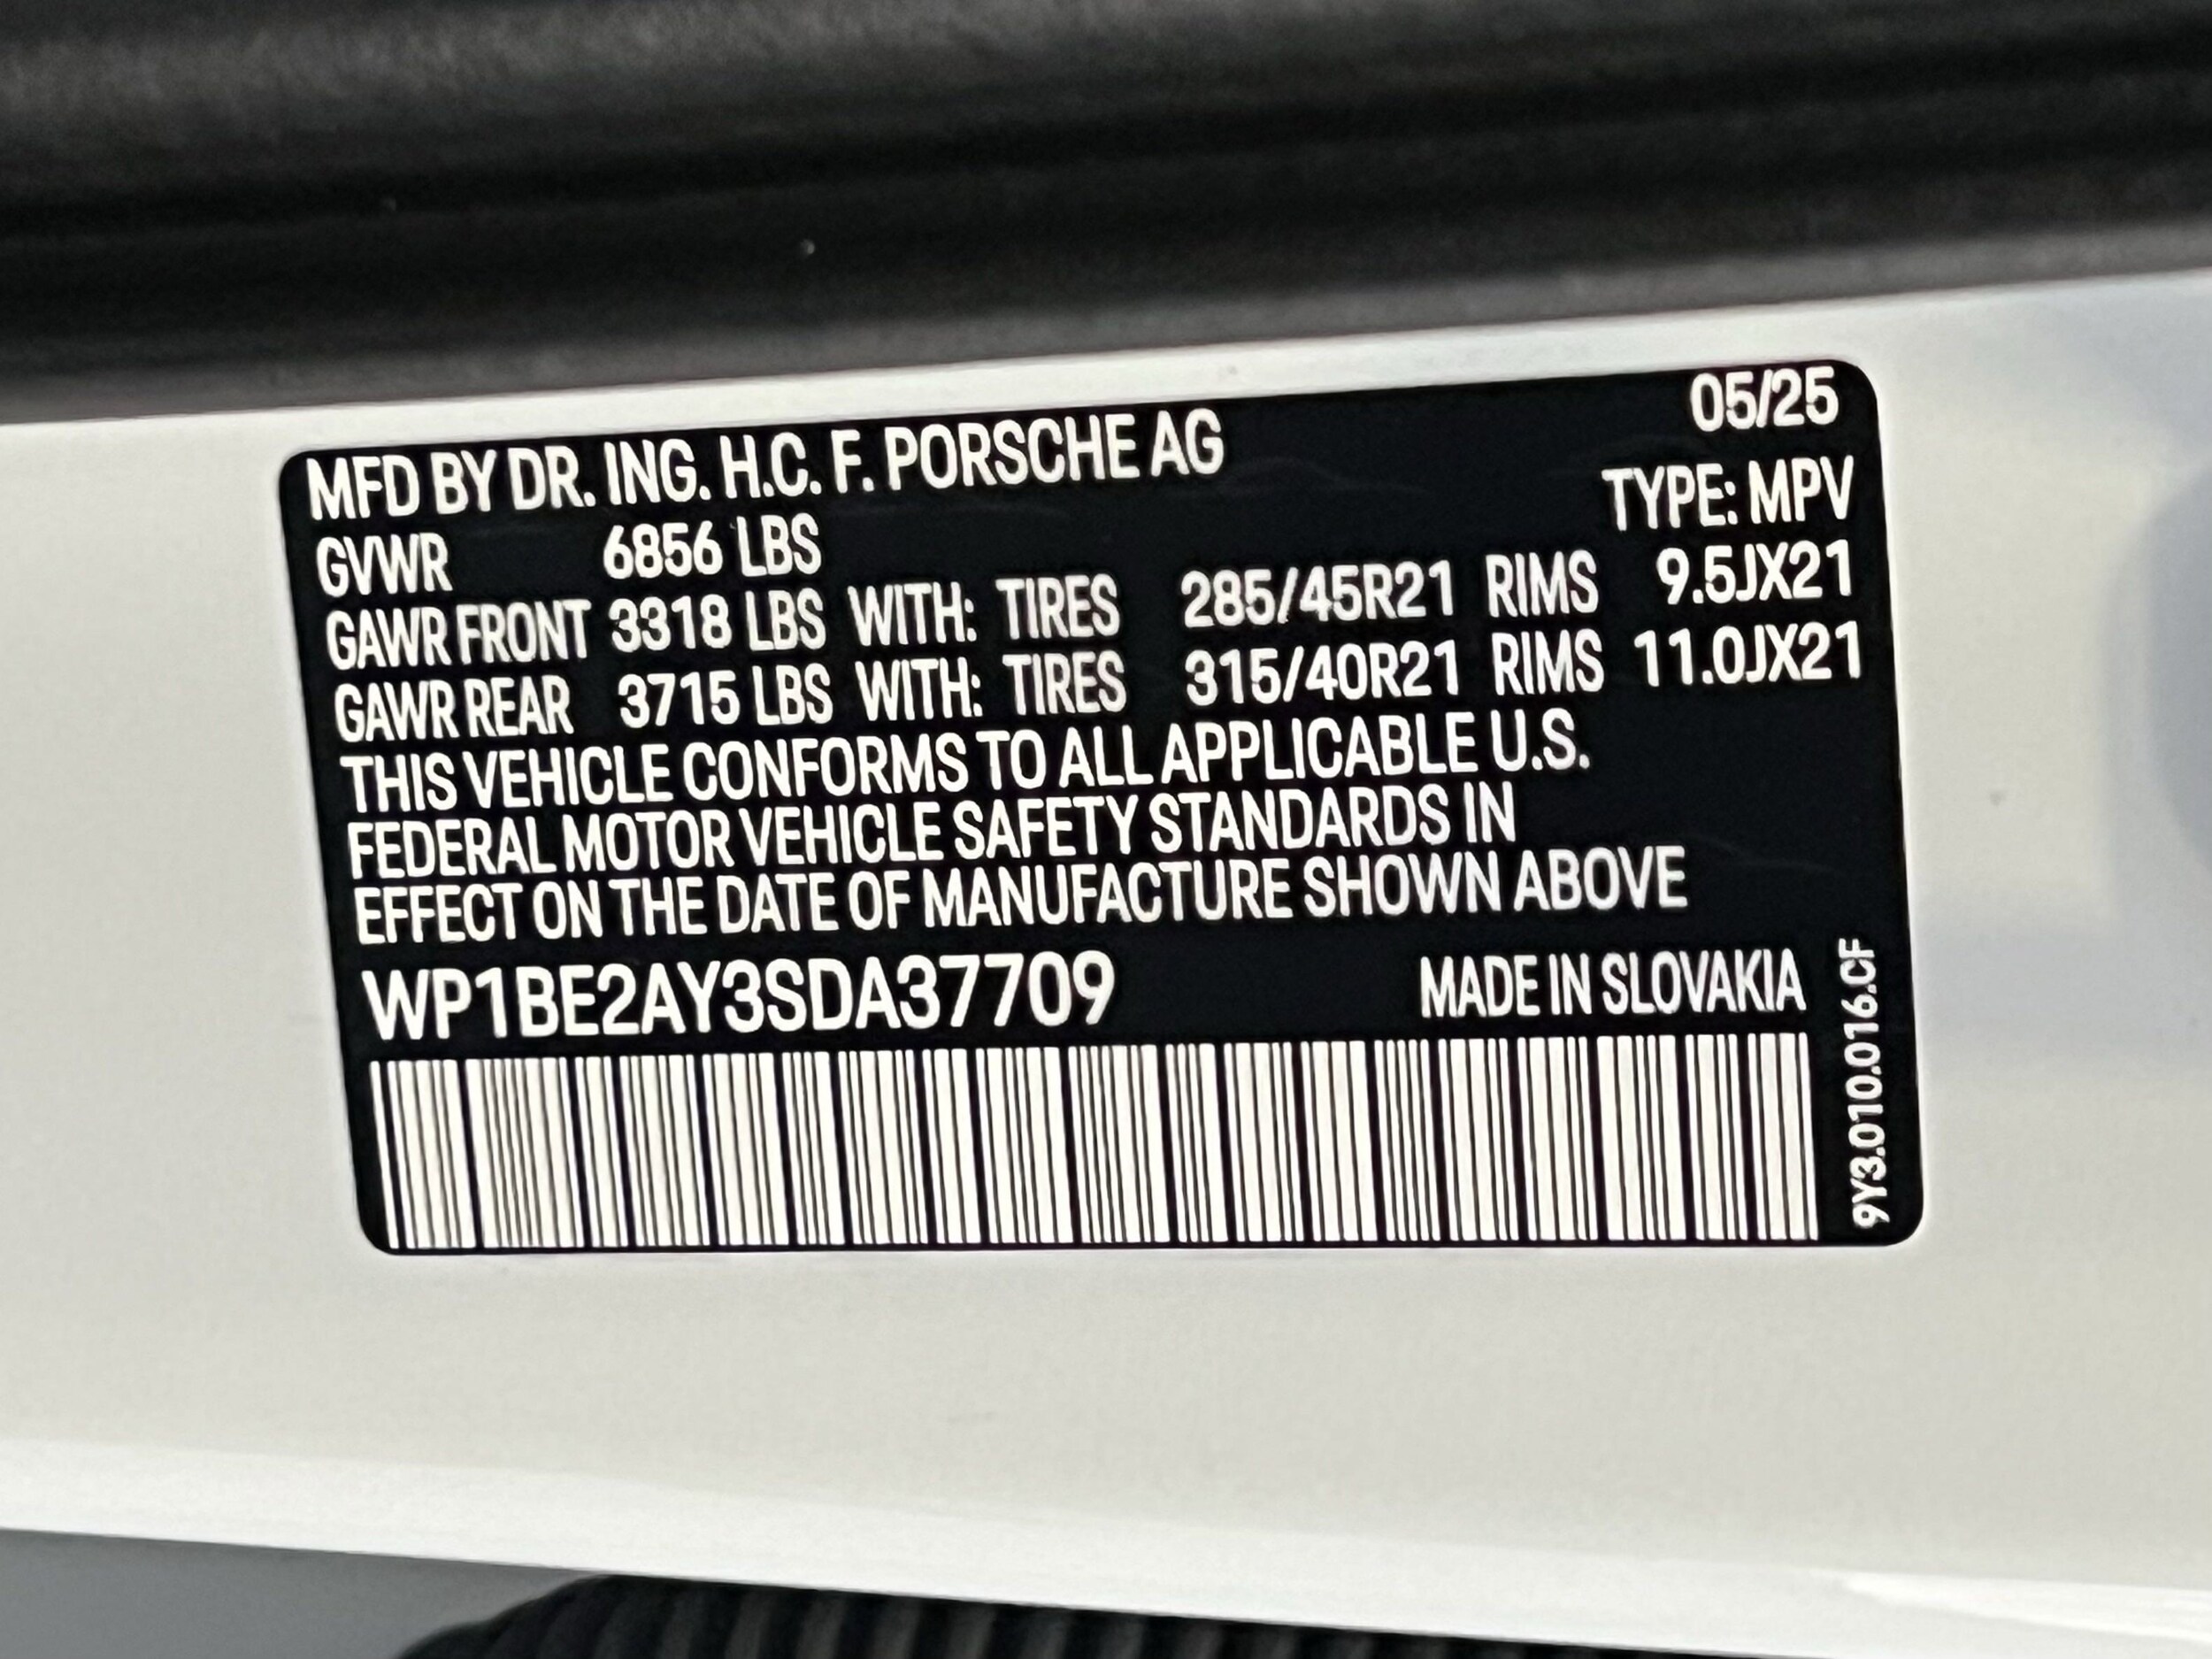 MFD BY DR. ING. H.C. F. PORSCHE AG 05/25
TYPE: MPV
GVWR 6856 LBS
GAWR FRONT 3318 LBS WITH: TIRES 285/45R21 RIMS 9.5JX21
GAWR REAR 3715 LBS WITH: TIRES 315/40R21 RIMS 11.0JX21
THIS VEHICLE CONFORMS TO ALL APPLICABLE U.S.
FEDERAL MOTOR VEHICLE SAFETY STANDARDS IN
EFFECT ON THE DATE OF MANUFACTURE SHOWN ABOVE
WP1BE2AY3SDA37709 MADE IN SLOVAKIA
9Y3.010.016.CF